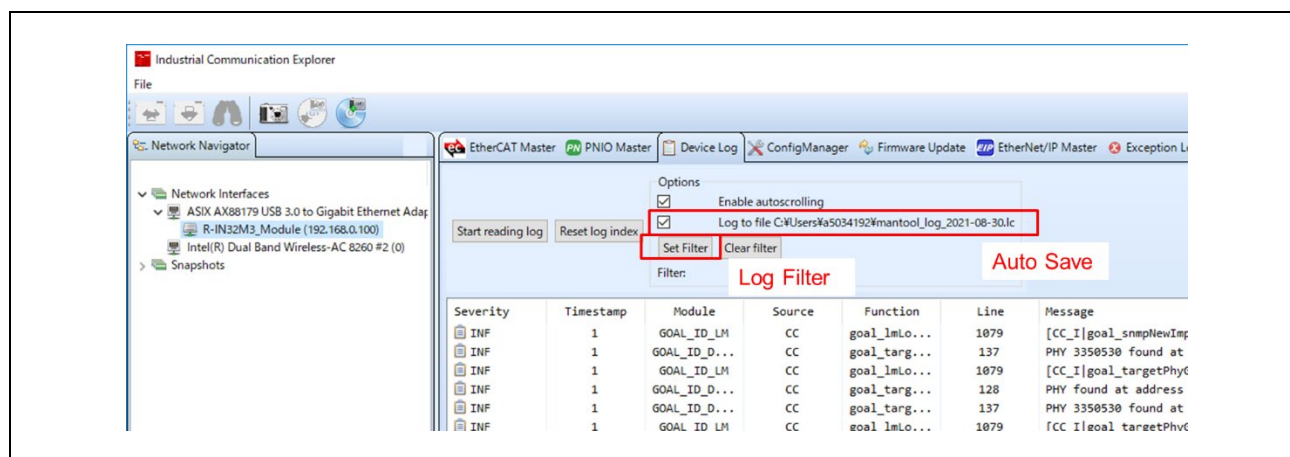 Industrial Communication Explorer
File
Network Navigator
EtherCAT Master PNIO Master Device Log ConfigManager Firmware Update EtherNet/IP Master Exception L
Network Interfaces
ASIX AX88179 USB 3.0 to Gigabit Ethernet Adap
R-IN32M3_Module (192.168.0.100)
Intel(R) Dual Band Wireless-AC 8260 #2 (0)
Snapshots
Options
Enable autoscrolling
Start reading log Reset log index
Log to file C:¥Users¥a5034192¥mantool_log_2021-08-30.lc
Set Filter Clear filter
Filter:
Log Filter
Auto Save
Severity Timestamp Module Source Function Line Message
INF 1 GOAL_ID_LM CC goal_lmLo... 1079 [CC_I|goal_snmpNewImp
INF 1 GOAL_ID_D... CC goal_targ... 137 PHY 3350530 found at
INF 1 GOAL_ID_LM CC goal_lmLo... 1079 [CC_I|goal_targetPhyG
INF 1 GOAL_ID_D... CC goal_targ... 128 PHY found at address
INF 1 GOAL_ID_D... CC goal_targ... 137 PHY 3350530 found at
INF 1 GOAL_ID_LM CC goal_lmLo... 1079 [CC_I|goal_targetPhyG